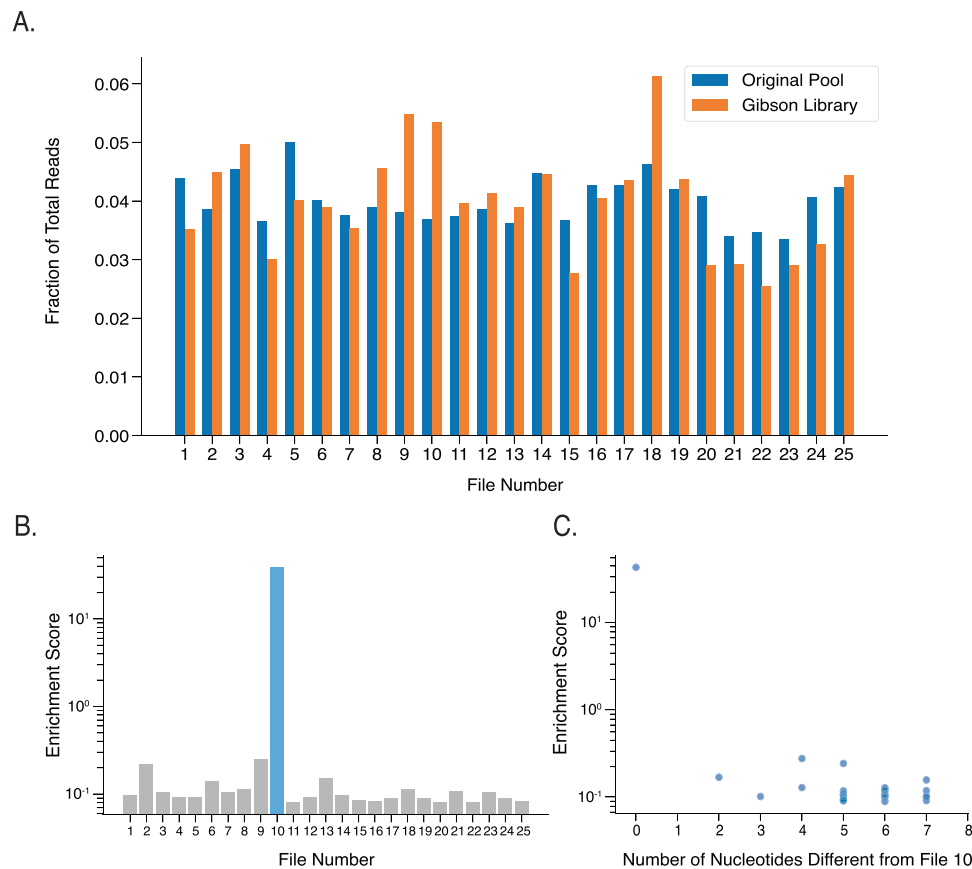 A.
Fraction of Total Reads
0.06
0.05
0.04
0.03
0.02
0.01
0.00
Original Pool
Gibson Library
1 2 3 4 5 6 7 8 9 10 11 12 13 14 15 16 17 18 19 20 21 22 23 24 25
File Number
B.
Enrichment Score
10¹
10⁰
10⁻¹
1 2 3 4 5 6 7 8 9 10 11 12 13 14 15 16 17 18 19 20 21 22 23 24 25
File Number
C.
Enrichment Score
10¹
10⁰
10⁻¹
0 1 2 3 4 5 6 7 8
Number of Nucleotides Different from File 10